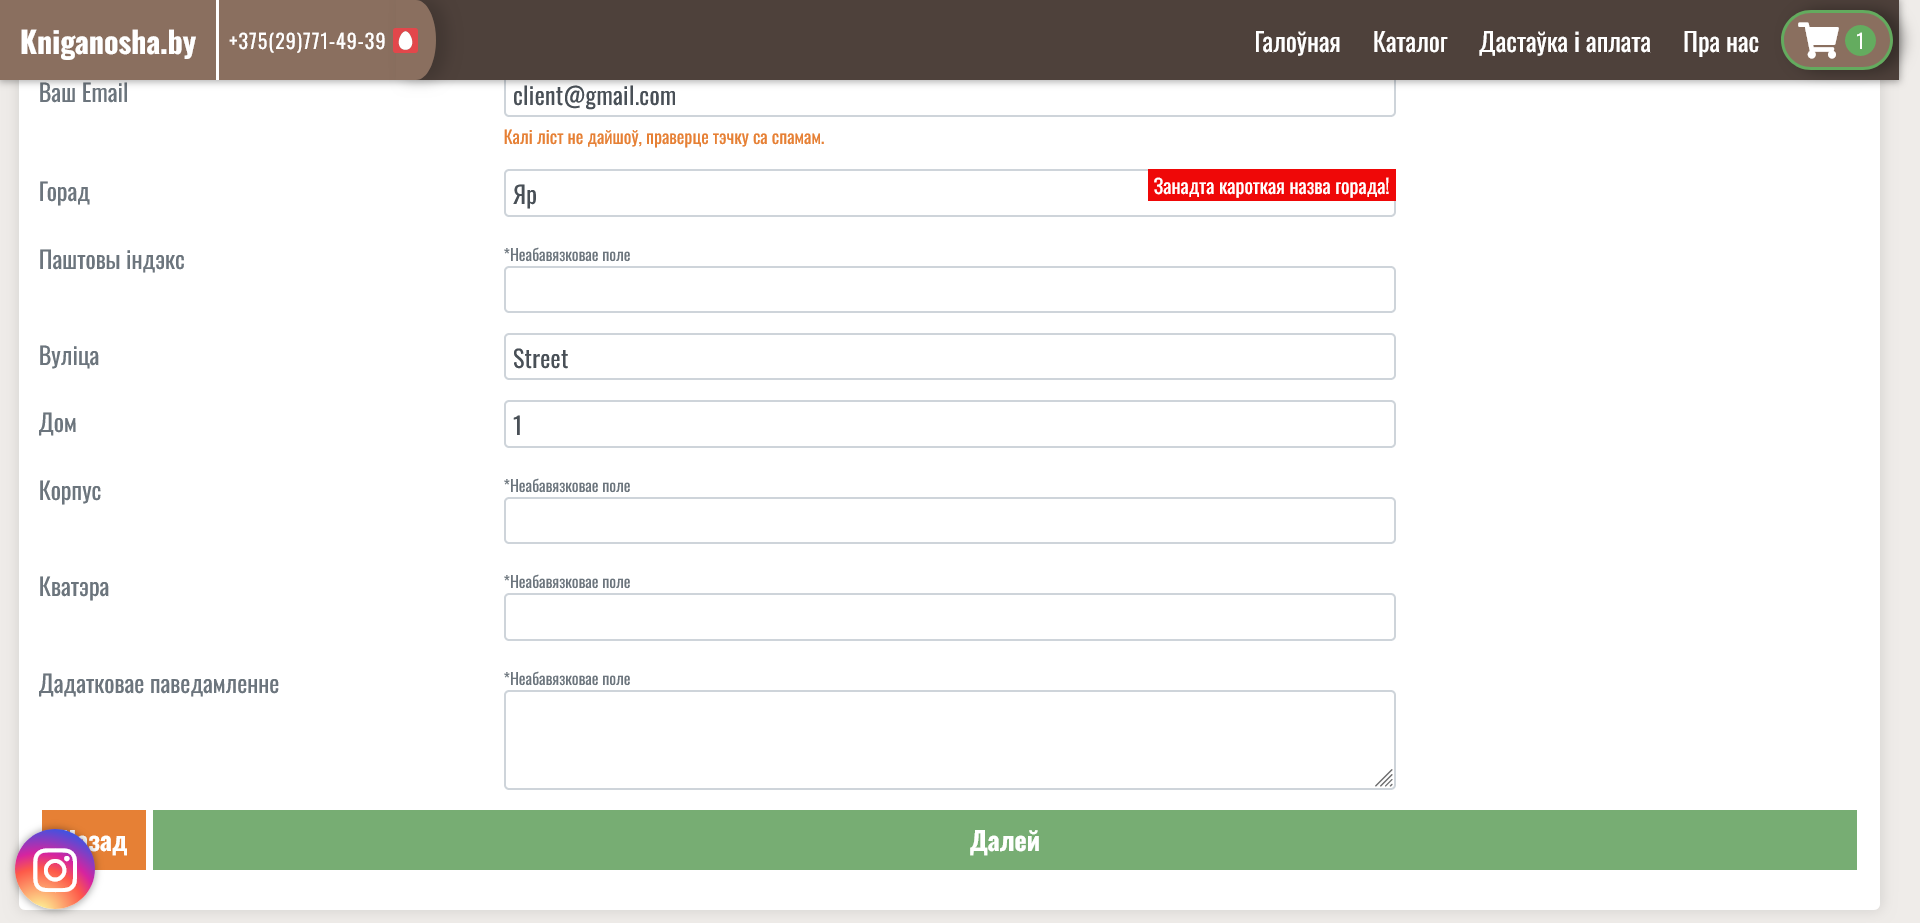 Kniganosha.by
+375(29)771-49-39
Галоўная
Каталог
Дастаўка і аплата
Пра нас
1
Ваш Email
client@gmail.com
Калі ліст не дайшоў, праверце тэчку са спамам.
Горад
Яр
Занадта кароткая назва горада!
Паштовы індэкс
*Неабавязковае поле
Вуліца
Street
Дом
1
Корпус
*Неабавязковае поле
Кватэра
*Неабавязковае поле
Дадатковае паведамленне
*Неабавязковае поле
Назад
Далей